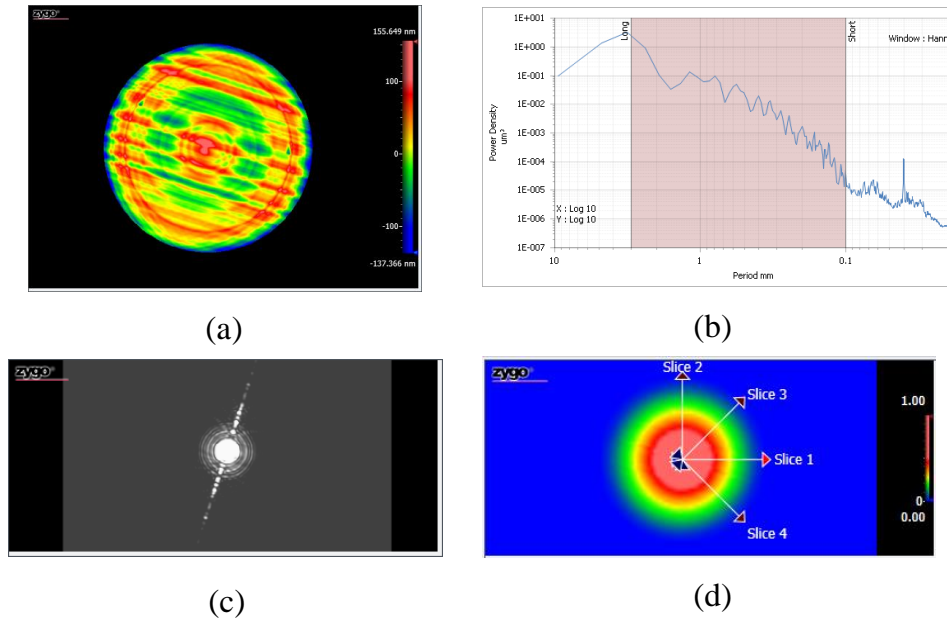 zygo®
155.649 nm
100
0
-100
-137.366 nm
(a)
1E+001
1E+000
1E-001
1E-002
1E-003
1E-004
1E-005
1E-006
1E-007
Power Density
um³
Long
Short
Window : Hann
X : Log 10
Y : Log 10
10
1
0.1
Period mm
(b)
zygo®
(c)
zygo®
Slice 2
Slice 3
Slice 1
Slice 4
1.00
0
0.00
(d)